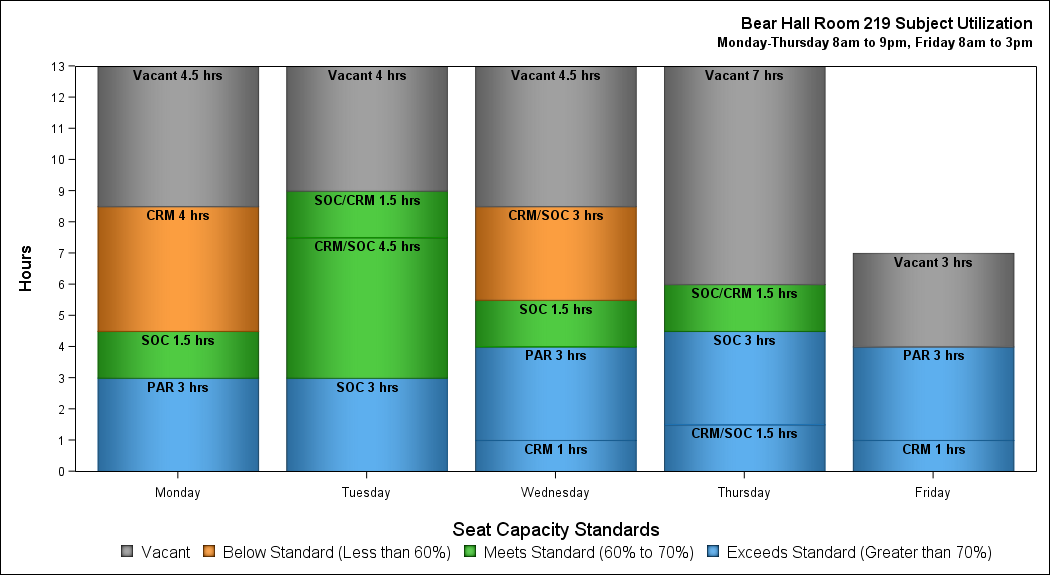 Bear Hall Room 219 Subject Utilization
Monday-Thursday 8am to 9pm, Friday 8am to 3pm
Hours
13
12
11
10
9
8
7
6
5
4
3
2
1
0
Vacant 4.5 hrs
CRM 4 hrs
SOC 1.5 hrs
PAR 3 hrs
Vacant 4 hrs
SOC/CRM 1.5 hrs
CRM/SOC 4.5 hrs
SOC 3 hrs
Vacant 4.5 hrs
CRM/SOC 3 hrs
SOC 1.5 hrs
PAR 3 hrs
CRM 1 hrs
Vacant 7 hrs
SOC/CRM 1.5 hrs
SOC 3 hrs
CRM/SOC 1.5 hrs
Vacant 3 hrs
PAR 3 hrs
CRM 1 hrs
Monday Tuesday Wednesday Thursday Friday
Seat Capacity Standards
Vacant Below Standard (Less than 60%) Meets Standard (60% to 70%) Exceeds Standard (Greater than 70%)